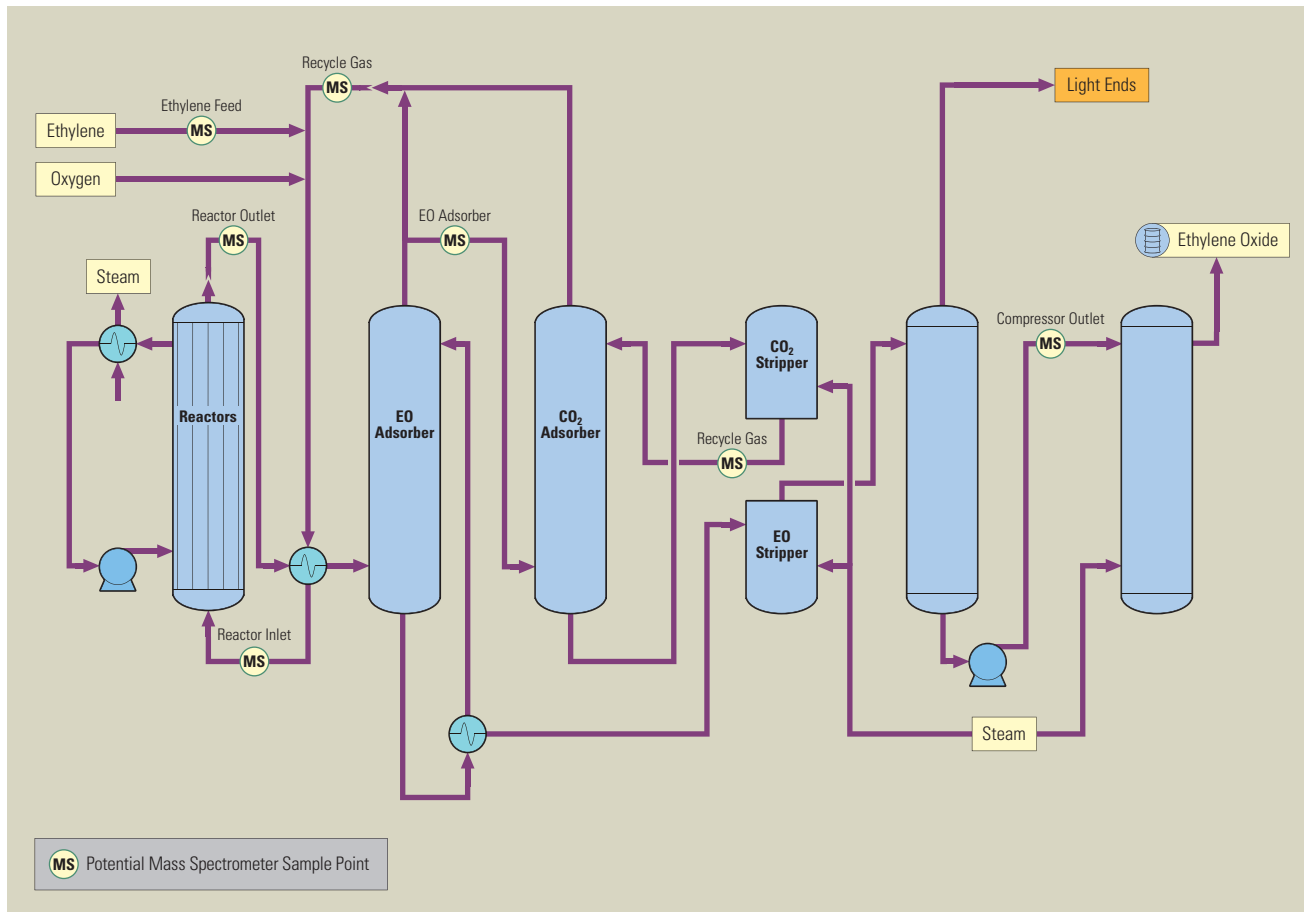 Recycle Gas
MS
Light Ends
Ethylene Feed
Ethylene
MS
Oxygen
Reactor Outlet
MS
EO Adsorber
MS
Ethylene Oxide
Steam
Compressor Outlet
MS
CO₂
Stripper
Reactors
EO
Adsorber
CO₂
Adsorber
Recycle Gas
MS
EO
Stripper
Reactor Inlet
MS
Steam
MS Potential Mass Spectrometer Sample Point